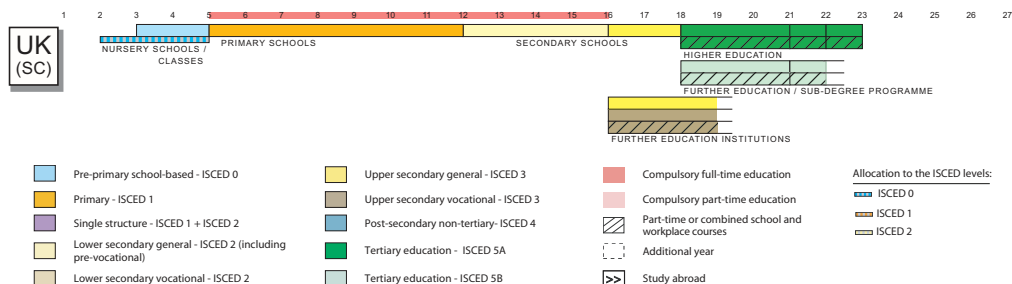 1 2 3 4 5 6 7 8 9 10 11 12 13 14 15 16 17 18 19 20 21 22 23 24 25 26 27
UK
(SC)
NURSERY SCHOOLS /
CLASSES
PRIMARY SCHOOLS
SECONDARY SCHOOLS
HIGHER EDUCATION
FURTHER EDUCATION / SUB-DEGREE PROGRAMME
FURTHER EDUCATION INSTITUTIONS
Pre-primary school-based - ISCED 0
Primary - ISCED 1
Single structure - ISCED 1 + ISCED 2
Lower secondary general - ISCED 2 (including
pre-vocational)
Lower secondary vocational - ISCED 2
Upper secondary general - ISCED 3
Upper secondary vocational - ISCED 3
Post-secondary non-tertiary- ISCED 4
Tertiary education - ISCED 5A
Tertiary education - ISCED 5B
Compulsory full-time education
Compulsory part-time education
Part-time or combined school and
workplace courses
Additional year
>> Study abroad
Allocation to the ISCED levels:
ISCED 0
ISCED 1
ISCED 2